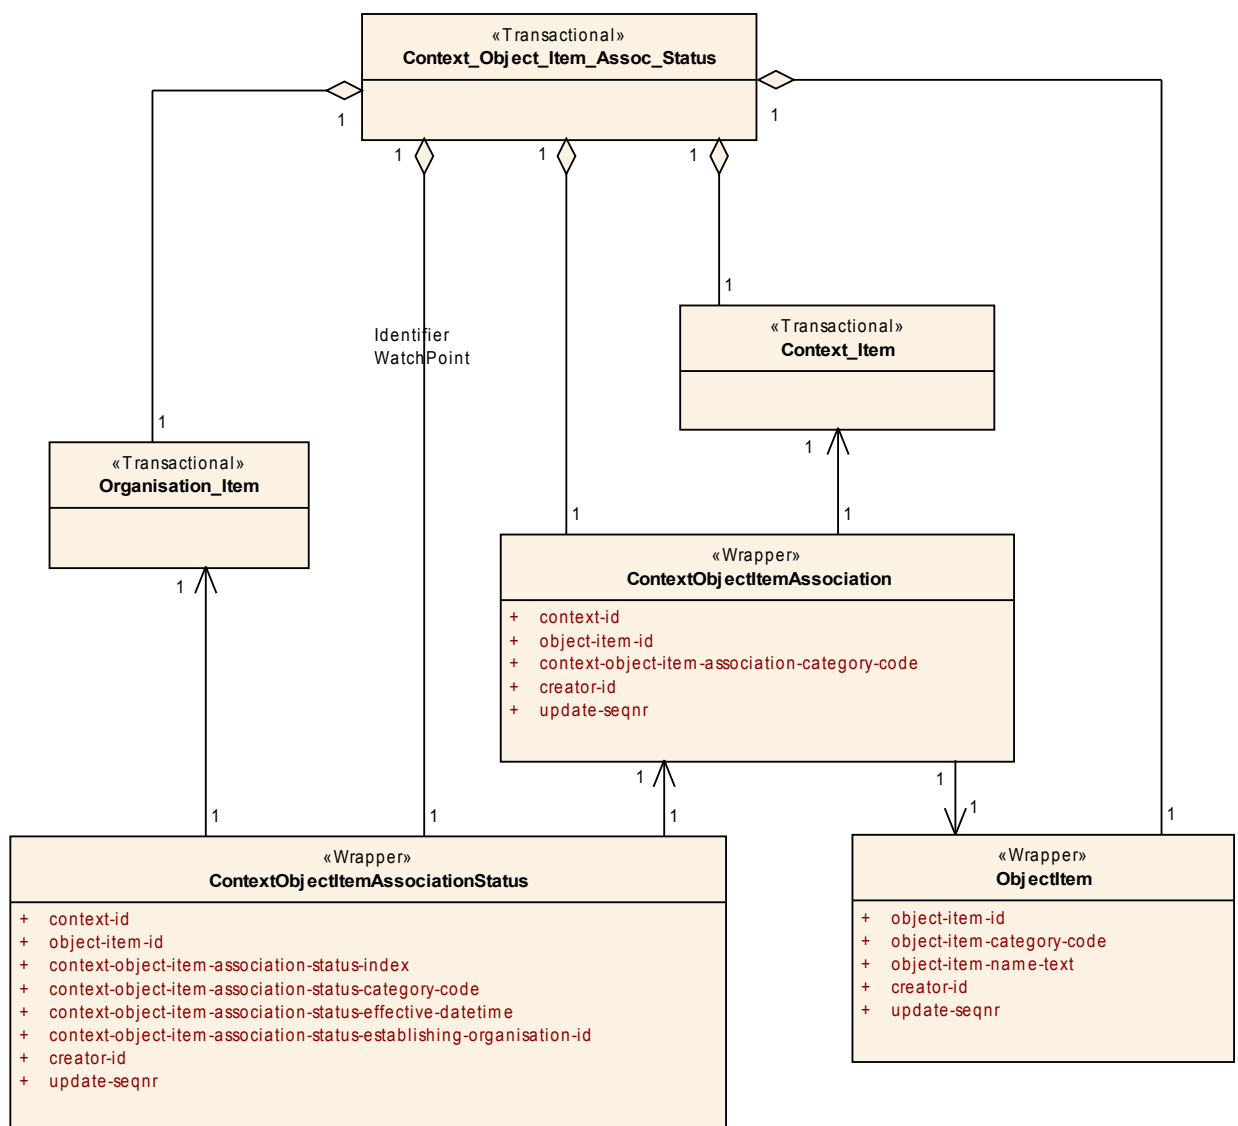 «Transactional»
Context_Object_Item_Assoc_Status
1
1
1
1
1
1
Identifier
WatchPoint
«Transactional»
Context_Item
1
«Transactional»
Organisation_Item
1
1
1
1
«Wrapper»
ContextObjectItemAssociation
+ context-id
+ object-item-id
+ context-object-item-association-category-code
+ creator-id
+ update-seqnr
1
1
1
1
1
1
1
1
«Wrapper»
ContextObjectItemAssociationStatus
+ context-id
+ object-item-id
+ context-object-item-association-status-index
+ context-object-item-association-status-category-code
+ context-object-item-association-status-effective-datetime
+ context-object-item-association-status-establishing-organisation-id
+ creator-id
+ update-seqnr
«Wrapper»
ObjectItem
+ object-item-id
+ object-item-category-code
+ object-item-name-text
+ creator-id
+ update-seqnr